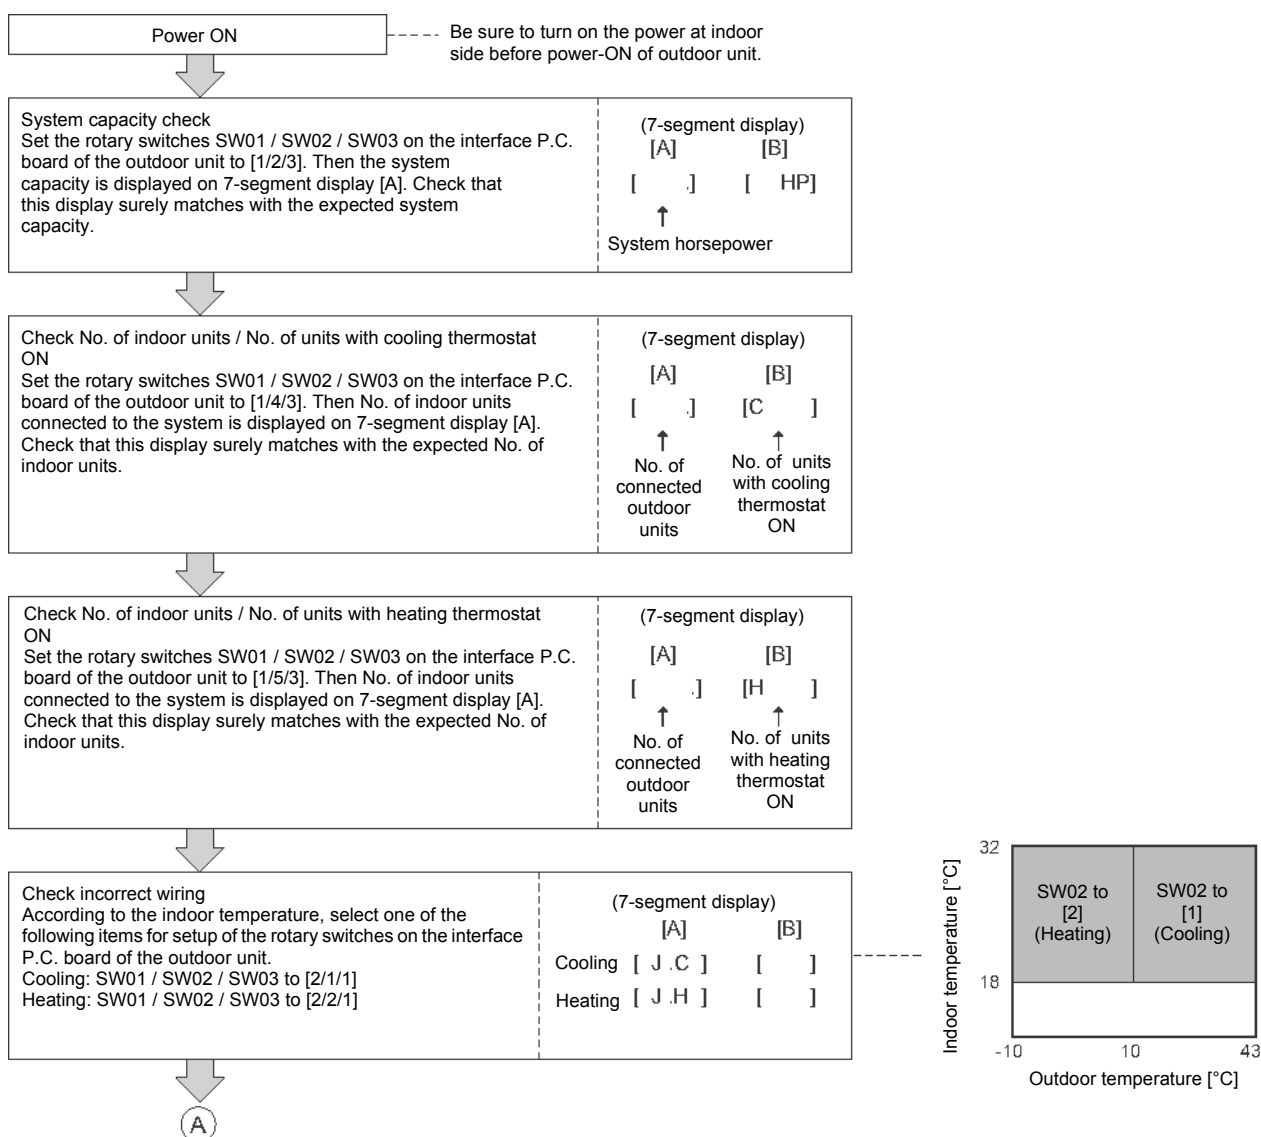 Power ON
Be sure to turn on the power at indoor
side before power-ON of outdoor unit.
System capacity check
Set the rotary switches SW01 / SW02 / SW03 on the interface P.C.
board of the outdoor unit to [1/2/3]. Then the system
capacity is displayed on 7-segment display [A]. Check that
this display surely matches with the expected system
capacity.
(7-segment display)
[A] [B]
[ .] [ HP]
System horsepower
Check No. of indoor units / No. of units with cooling thermostat
ON
Set the rotary switches SW01 / SW02 / SW03 on the interface P.C.
board of the outdoor unit to [1/4/3]. Then No. of indoor units
connected to the system is displayed on 7-segment display [A].
Check that this display surely matches with the expected No. of
indoor units.
(7-segment display)
[A] [B]
[ .] [C ]
No. of
connected
outdoor
units
No. of units
with cooling
thermostat
ON
Check No. of indoor units / No. of units with heating thermostat
ON
Set the rotary switches SW01 / SW02 / SW03 on the interface P.C.
board of the outdoor unit to [1/5/3]. Then No. of indoor units
connected to the system is displayed on 7-segment display [A].
Check that this display surely matches with the expected No. of
indoor units.
(7-segment display)
[A] [B]
[ .] [H ]
No. of
connected
outdoor
units
No. of units
with heating
thermostat
ON
Check incorrect wiring
According to the indoor temperature, select one of the
following items for setup of the rotary switches on the interface
P.C. board of the outdoor unit.
Cooling: SW01 / SW02 / SW03 to [2/1/1]
Heating: SW01 / SW02 / SW03 to [2/2/1]
(7-segment display)
[A] [B]
Cooling [ J .C ] [ ]
Heating [ J .H ] [ ]
Indoor temperature [°C]
32
18
SW02 to
[2]
(Heating)
SW02 to
[1]
(Cooling)
-10 10 43
Outdoor temperature [°C]
A